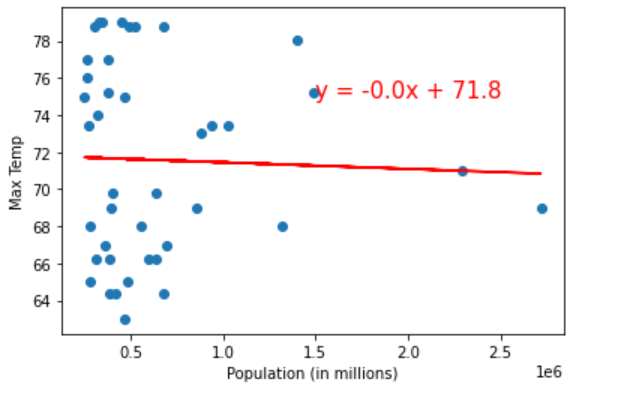 78
76
74
72
70
68
66
64
Max Temp
y = -0.0x + 71.8
0.5 1.0 1.5 2.0 2.5
1e6
Population (in millions)